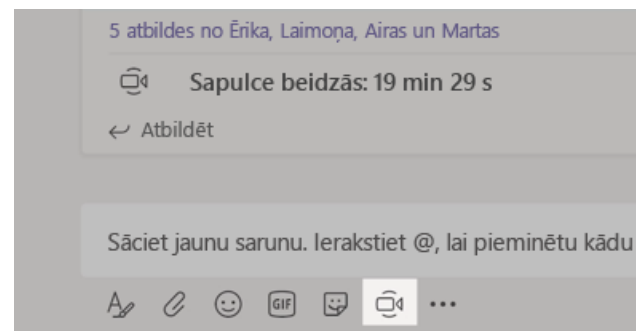 5 atbildes no Ērika, Laimoņa, Airas un Martas
Sapulce beidzās: 19 min 29 s
Atbildēt
Sāciet jaunu sarunu. Ierakstiet @, lai pieminētu kādu
GIF